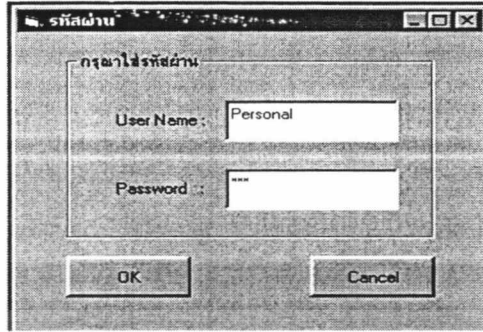 รหัสผ่าน
กรุณาใส่รหัสผ่าน
User Name : Personal
Password : ***
OK Cancel